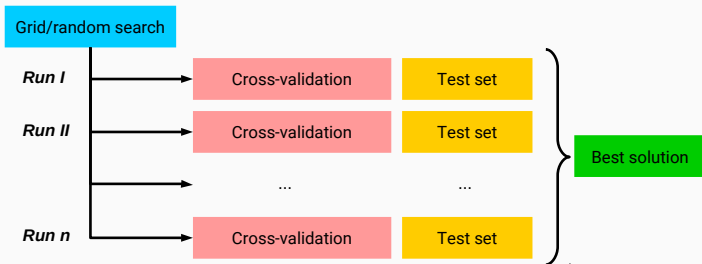 Grid/random search
Run I
Cross-validation
Test set
Run II
Cross-validation
Test set
Best solution
...
...
Run n
Cross-validation
Test set